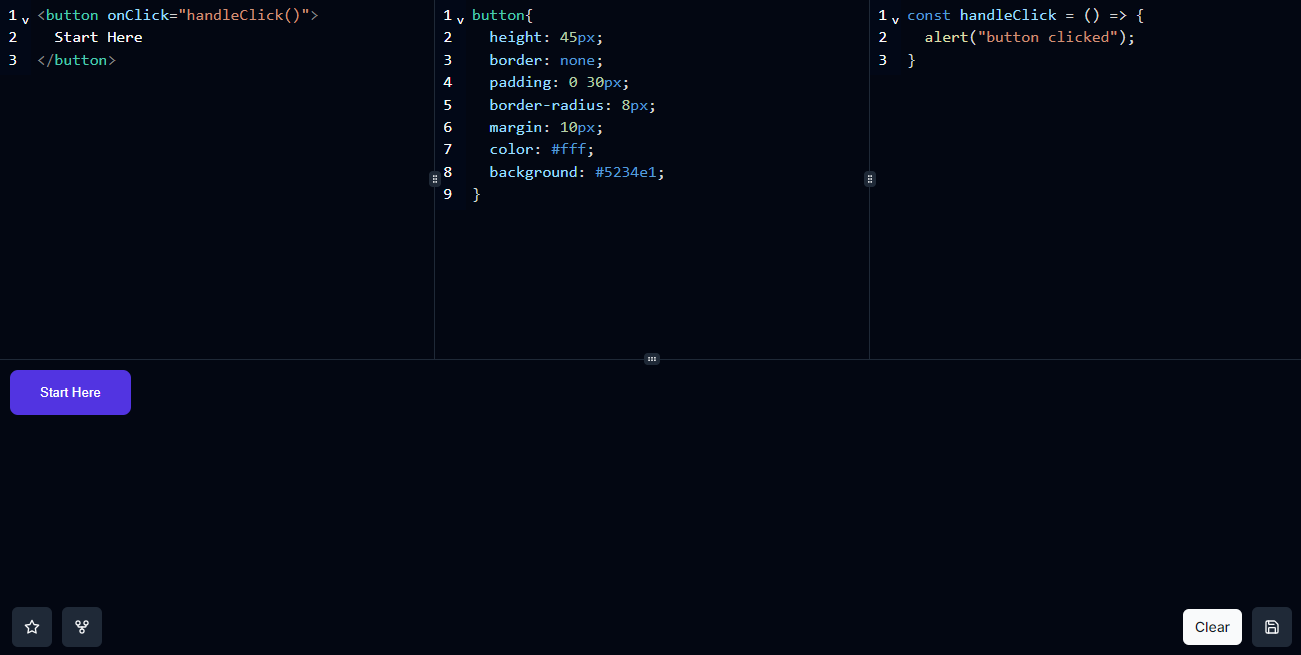 1 <button onClick="handleClick()">
2 Start Here
3 </button>
1 button{
2 height: 45px;
3 border: none;
4 padding: 0 30px;
5 border-radius: 8px;
6 margin: 10px;
7 color: #fff;
8 background: #5234e1;
9 }
1 const handleClick = () => {
2 alert("button clicked");
3 }
Start Here
Clear